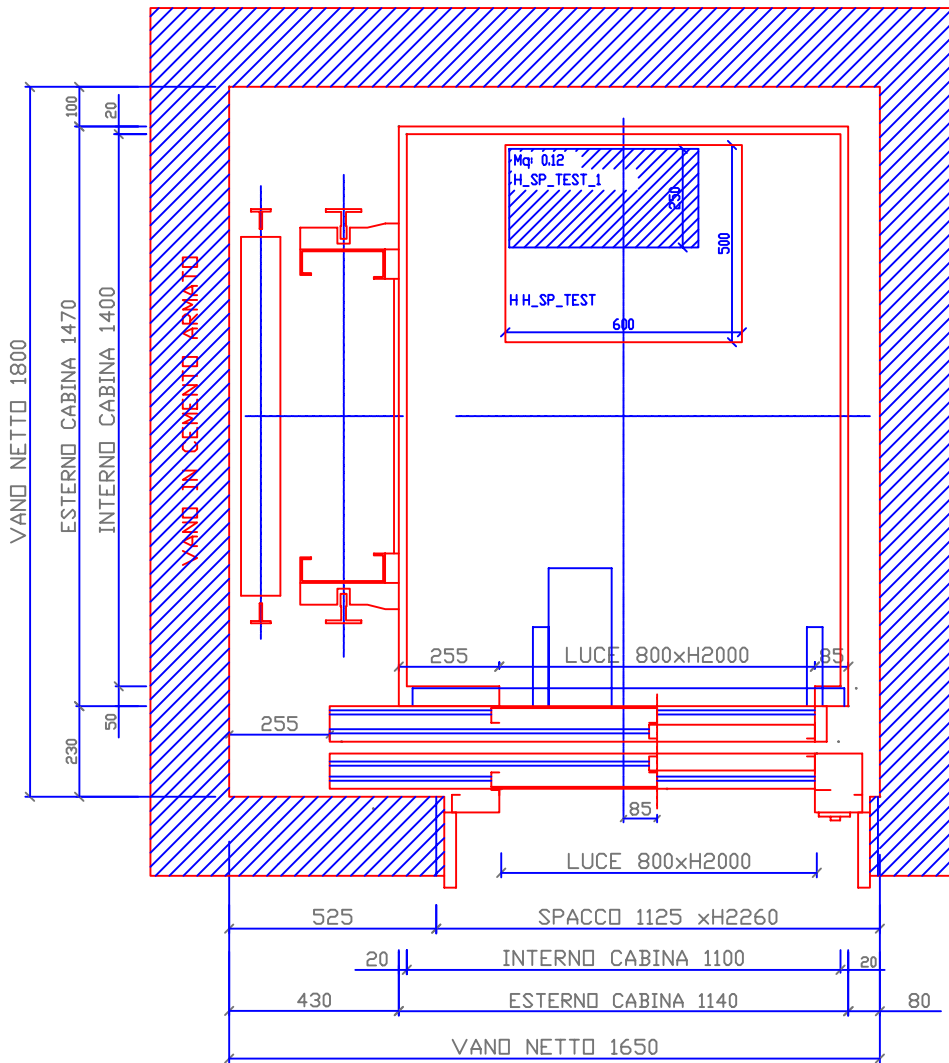 100
20
VANO NETTO 1800
ESTERNO CABINA 1470
INTERNO CABINA 1400
VANO IN CEMENTO ARMATO
50
230
Mq: 0.12
H_SP_TEST_1
250
500
H H_SP_TEST
600
255
LUCE 800xH2000
85
255
85
LUCE 800xH2000
525
SPACCO 1125 xH2260
20
INTERNO CABINA 1100
20
430
ESTERNO CABINA 1140
80
VANO NETTO 1650